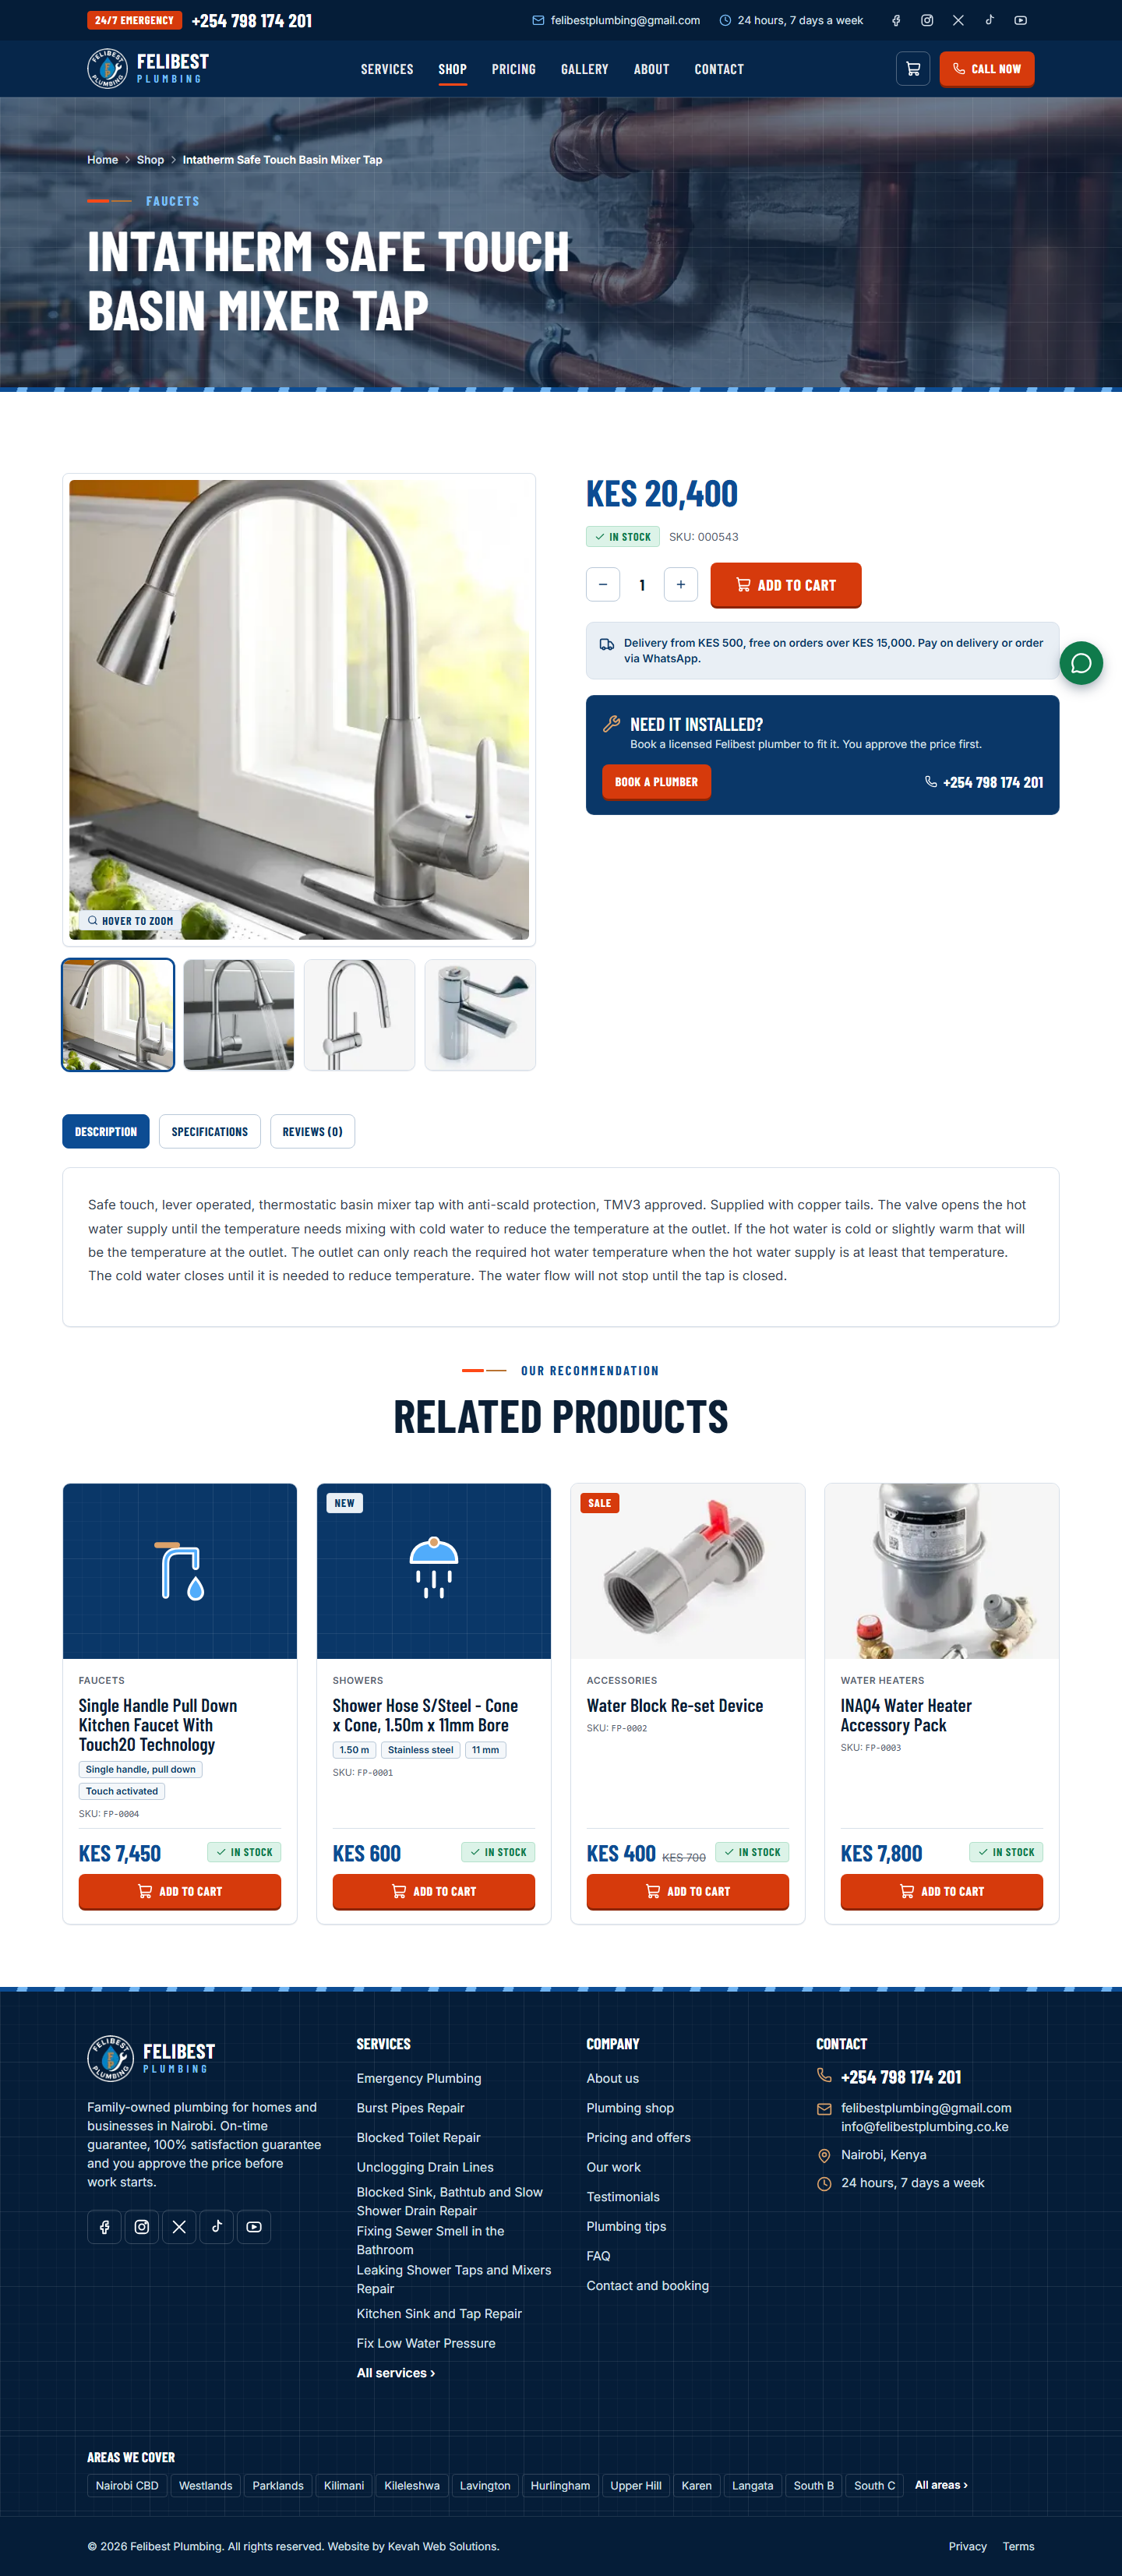 24/7 EMERGENCY +254 798 174 201 felibestplumbing@gmail.com 24 hours, 7 days a week
FELIBEST PLUMBING
FELIBEST
PLUMBING
SERVICES SHOP PRICING GALLERY ABOUT CONTACT
CALL NOW
Home > Shop > Intatherm Safe Touch Basin Mixer Tap
FAUCETS
INTATHERM SAFE TOUCH
BASIN MIXER TAP
HOVER TO ZOOM
KES 20,400
IN STOCK SKU: 000543
− 1 + ADD TO CART
Delivery from KES 500, free on orders over KES 15,000. Pay on delivery or order
via WhatsApp.
NEED IT INSTALLED?
Book a licensed Felibest plumber to fit it. You approve the price first.
BOOK A PLUMBER +254 798 174 201
DESCRIPTION SPECIFICATIONS REVIEWS (0)
Safe touch, lever operated, thermostatic basin mixer tap with anti-scald protection, TMV3 approved. Supplied with copper tails. The valve opens the hot
water supply until the temperature needs mixing with cold water to reduce the temperature at the outlet. If the hot water is cold or slightly warm that will
be the temperature at the outlet. The outlet can only reach the required hot water temperature when the hot water supply is at least that temperature.
The cold water closes until it is needed to reduce temperature. The water flow will not stop until the tap is closed.
OUR RECOMMENDATION
RELATED PRODUCTS
FAUCETS
Single Handle Pull Down
Kitchen Faucet With
Touch20 Technology
Single handle, pull down
Touch activated
SKU: FP-0004
KES 7,450 IN STOCK
ADD TO CART
NEW
SHOWERS
Shower Hose S/Steel - Cone
x Cone, 1.50m x 11mm Bore
1.50 m Stainless steel 11 mm
SKU: FP-0001
KES 600 IN STOCK
ADD TO CART
SALE
ACCESSORIES
Water Block Re-set Device
SKU: FP-0002
KES 400 KES 700 IN STOCK
ADD TO CART
WATER HEATERS
INAQ4 Water Heater
Accessory Pack
SKU: FP-0003
KES 7,800 IN STOCK
ADD TO CART
FELIBEST PLUMBING
FELIBEST
PLUMBING
Family-owned plumbing for homes and
businesses in Nairobi. On-time
guarantee, 100% satisfaction guarantee
and you approve the price before
work starts.
SERVICES
Emergency Plumbing
Burst Pipes Repair
Blocked Toilet Repair
Unclogging Drain Lines
Blocked Sink, Bathtub and Slow
Shower Drain Repair
Fixing Sewer Smell in the
Bathroom
Leaking Shower Taps and Mixers
Repair
Kitchen Sink and Tap Repair
Fix Low Water Pressure
All services ›
COMPANY
About us
Plumbing shop
Pricing and offers
Our work
Testimonials
Plumbing tips
FAQ
Contact and booking
CONTACT
+254 798 174 201
felibestplumbing@gmail.com
info@felibestplumbing.co.ke
Nairobi, Kenya
24 hours, 7 days a week
AREAS WE COVER
Nairobi CBD Westlands Parklands Kilimani Kileleshwa Lavington Hurlingham Upper Hill Karen Langata South B South C All areas ›
© 2026 Felibest Plumbing. All rights reserved. Website by Kevah Web Solutions. Privacy Terms